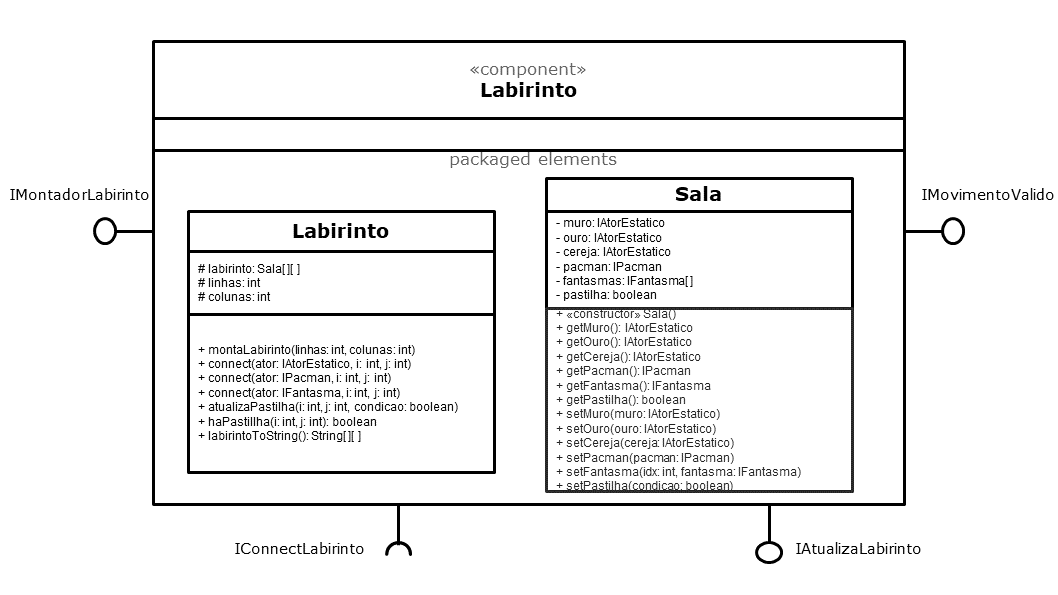 «component»
Labirinto
packaged elements
IMontadorLabirinto
IMovimentoValido
Labirinto
# labirinto: Sala[ ][ ]
# linhas: int
# colunas: int
+ montaLabirinto(linhas: int, colunas: int)
+ connect(ator: IAtorEstatico, i: int, j: int)
+ connect(ator: IPacman, i: int, j: int)
+ connect(ator: IFantasma, i: int, j: int)
+ atualizaPastilha(i: int, j: int, condicao: boolean)
+ haPastillha(i: int, j: int): boolean
+ labirintoToString(): String[ ][ ]
Sala
- muro: IAtorEstatico
- ouro: IAtorEstatico
- cereja: IAtorEstatico
- pacman: IPacman
- fantasmas: IFantasma[ ]
- pastilha: boolean
+ «constructor» Sala()
+ getMuro(): IAtorEstatico
+ getOuro(): IAtorEstatico
+ getCereja(): IAtorEstatico
+ getPacman(): IPacman
+ getFantasma(): IFantasma
+ getPastilha(): boolean
+ setMuro(muro: IAtorEstatico)
+ setOuro(ouro: IAtorEstatico)
+ setCereja(cereja: IAtorEstatico)
+ setPacman(pacman: IPacman)
+ setFantasma(idx: int, fantasma: IFantasma)
+ setPastilha(condicao: boolean)
IConnectLabirinto
IAtualizaLabirinto